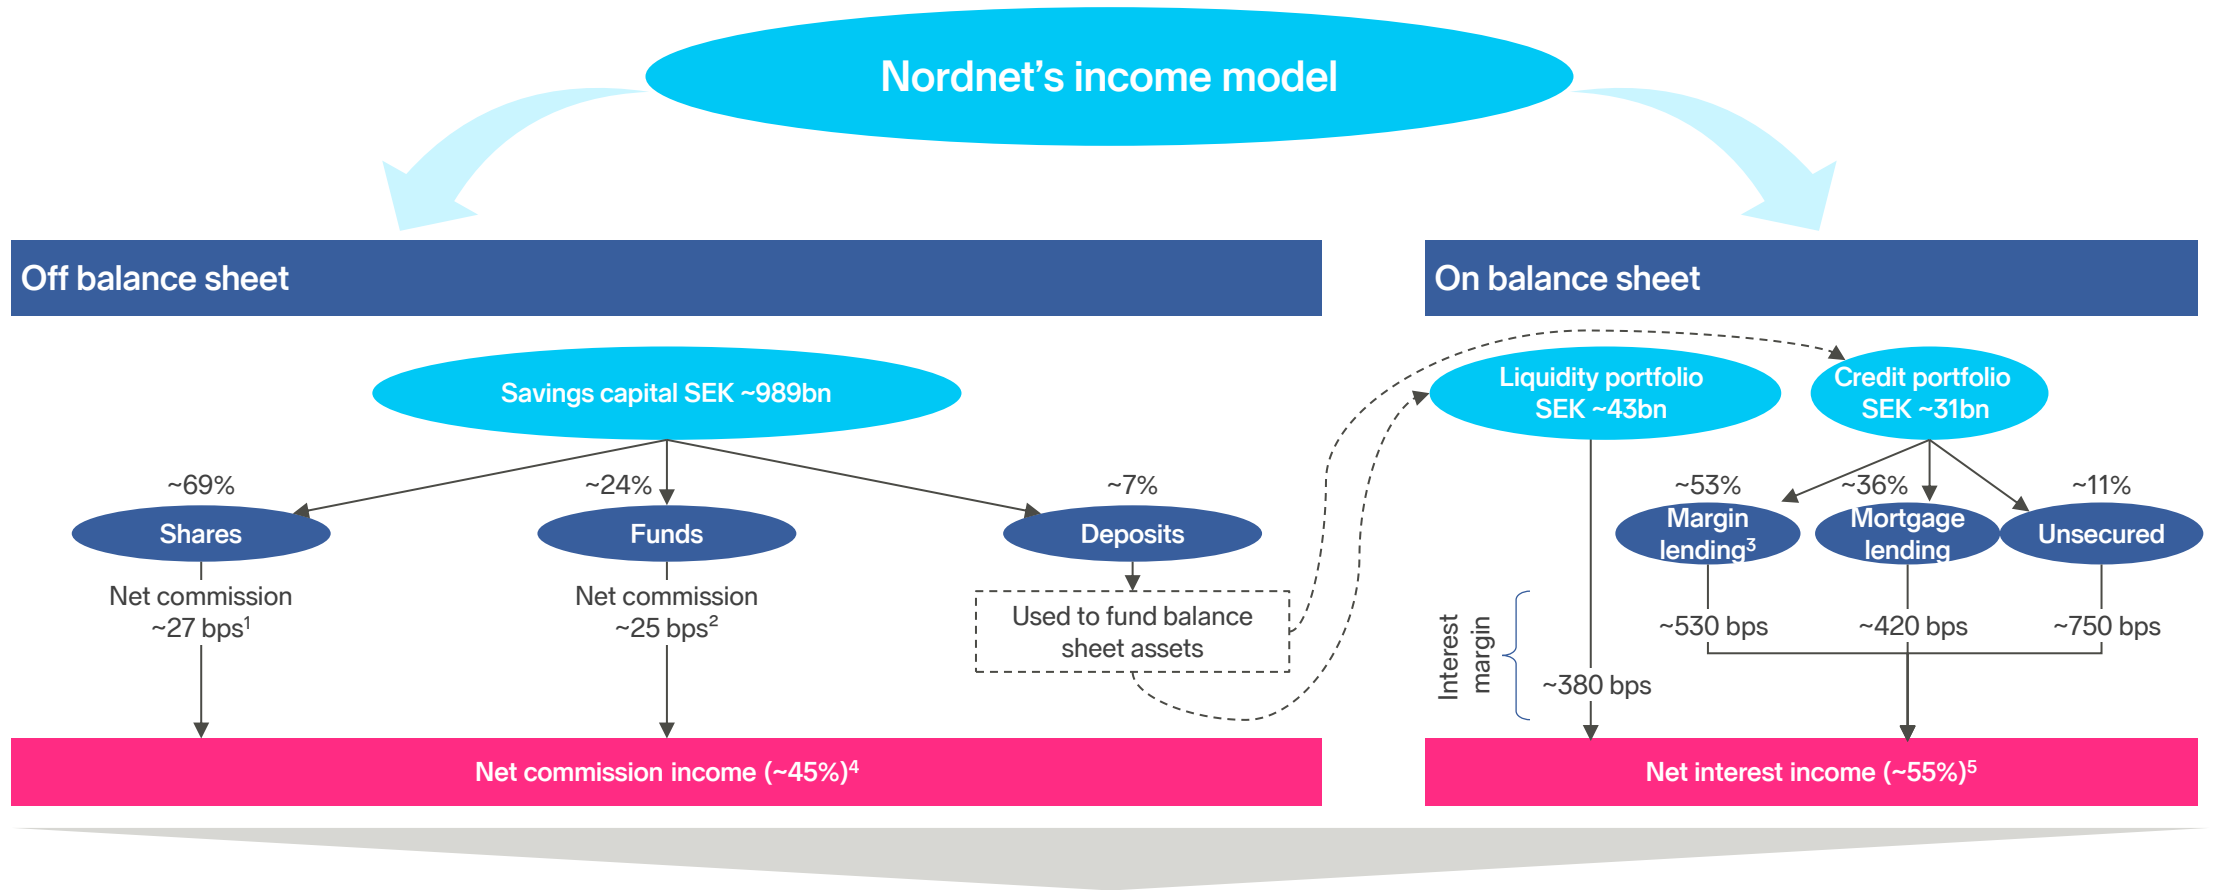 Nordnet’s income model
Off balance sheet
On balance sheet
Savings capital SEK ~989bn
Liquidity portfolio
SEK ~43bn
Credit portfolio
SEK ~31bn
~69%
~24%
~7%
~53%
~36%
~11%
Shares
Funds
Deposits
Margin
lending³
Mortgage
lending
Unsecured
Net commission
~27 bps¹
Net commission
~25 bps²
Used to fund balance
sheet assets
Interest
margin
~380 bps
~530 bps
~420 bps
~750 bps
Net commission income (~45%)⁴
Net interest income (~55%)⁵